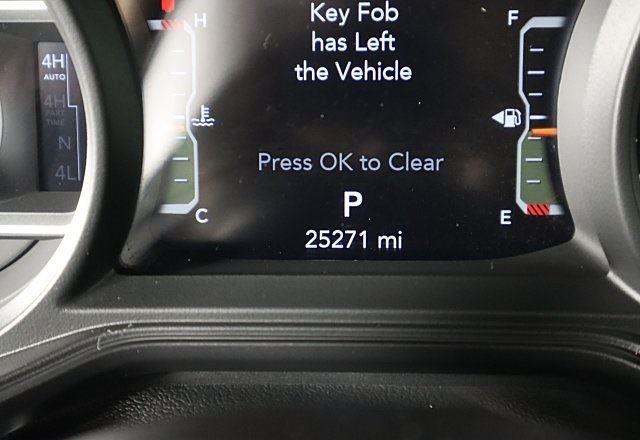 H
Key Fob
F
has Left
the Vehicle
4H
AUTO
4H
PART
TIME
N
4L
Press OK to Clear
P
C
E
25271 mi